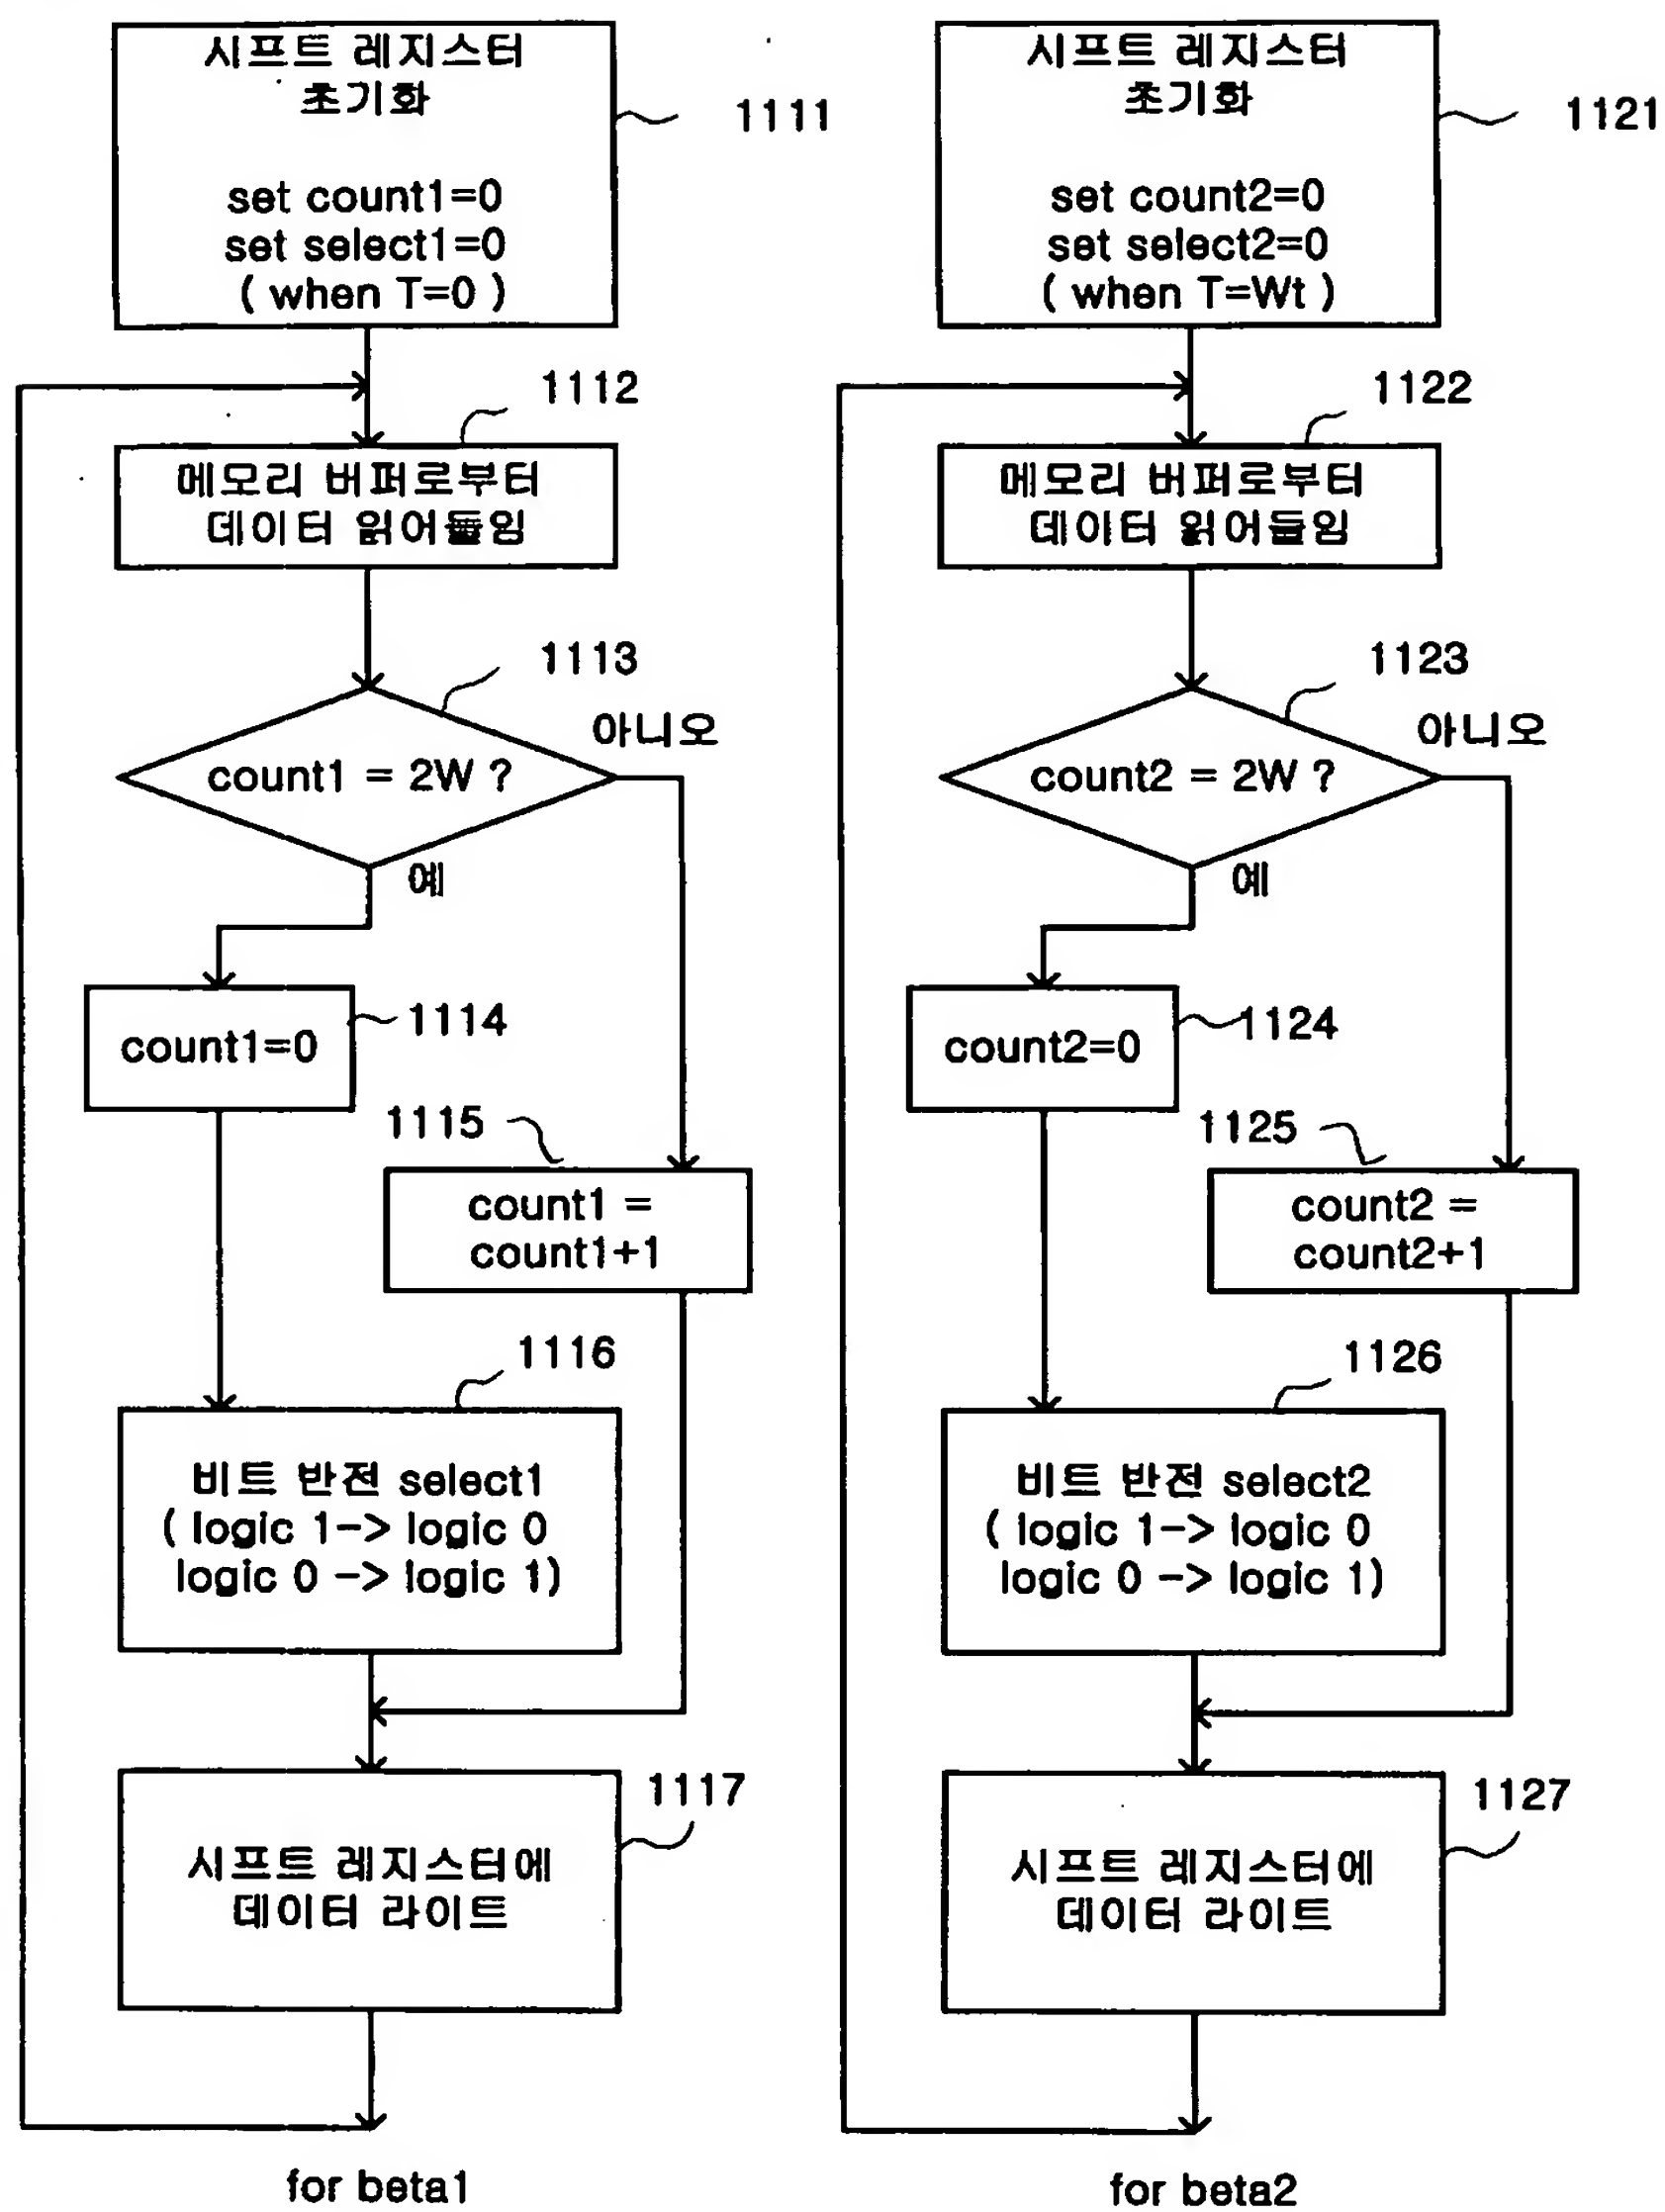 시프트 레지스터
초기화
set count1=0
set select1=0
( when T=0 )
1111
1112
메모리 버퍼로부터
데이터 읽어들임
1113
아니오
count1 = 2W ?
예
count1=0
1114
1115
count1 =
count1+1
1116
비트 반전 select1
( logic 1-> logic 0
logic 0 -> logic 1)
1117
시프트 레지스터에
데이터 라이트
for beta1
시프트 레지스터
초기화
set count2=0
set select2=0
( when T=Wt )
1121
1122
메모리 버퍼로부터
데이터 읽어들임
1123
아니오
count2 = 2W ?
예
count2=0
1124
1125
count2 =
count2+1
1126
비트 반전 select2
( logic 1-> logic 0
logic 0 -> logic 1)
1127
시프트 레지스터에
데이터 라이트
for beta2